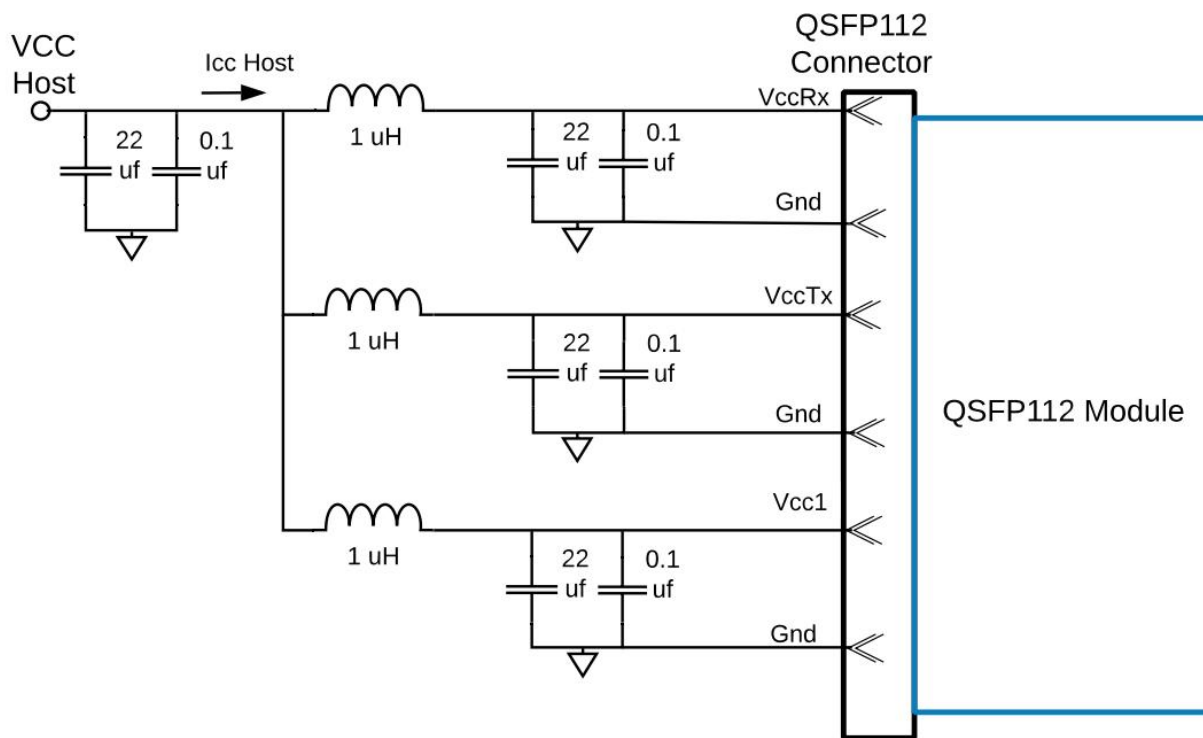 QSFP112
Connector
VCC
Host
Icc Host
VccRx
22
uf
0.1
uf
1 uH
22
uf
0.1
uf
Gnd
VccTx
1 uH
22
uf
0.1
uf
Gnd
QSFP112 Module
Vcc1
1 uH
22
uf
0.1
uf
Gnd